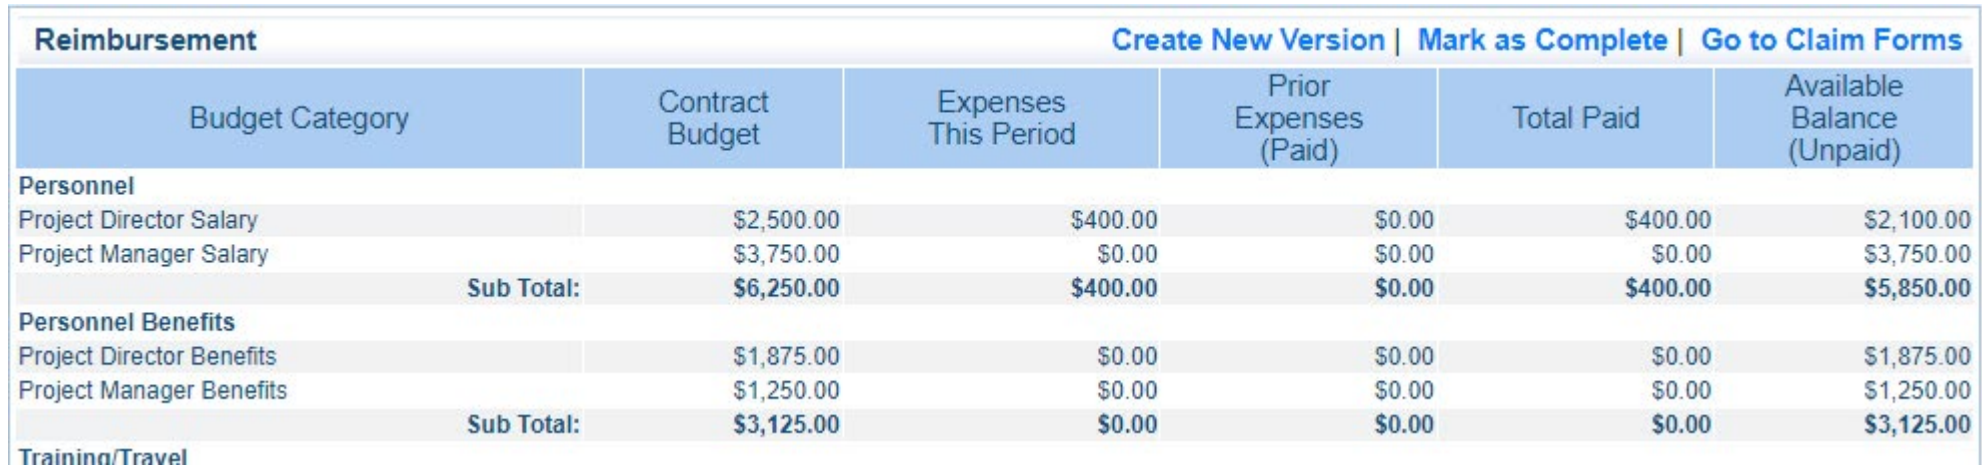 Reimbursement Create New Version | Mark as Complete | Go to Claim Forms
Budget Category Contract Budget Expenses This Period Prior Expenses (Paid) Total Paid Available Balance (Unpaid)
Personnel
Project Director Salary $2,500.00 $400.00 $0.00 $400.00 $2,100.00
Project Manager Salary $3,750.00 $0.00 $0.00 $0.00 $3,750.00
Sub Total: $6,250.00 $400.00 $0.00 $400.00 $5,850.00
Personnel Benefits
Project Director Benefits $1,875.00 $0.00 $0.00 $0.00 $1,875.00
Project Manager Benefits $1,250.00 $0.00 $0.00 $0.00 $1,250.00
Sub Total: $3,125.00 $0.00 $0.00 $0.00 $3,125.00
Training/Travel